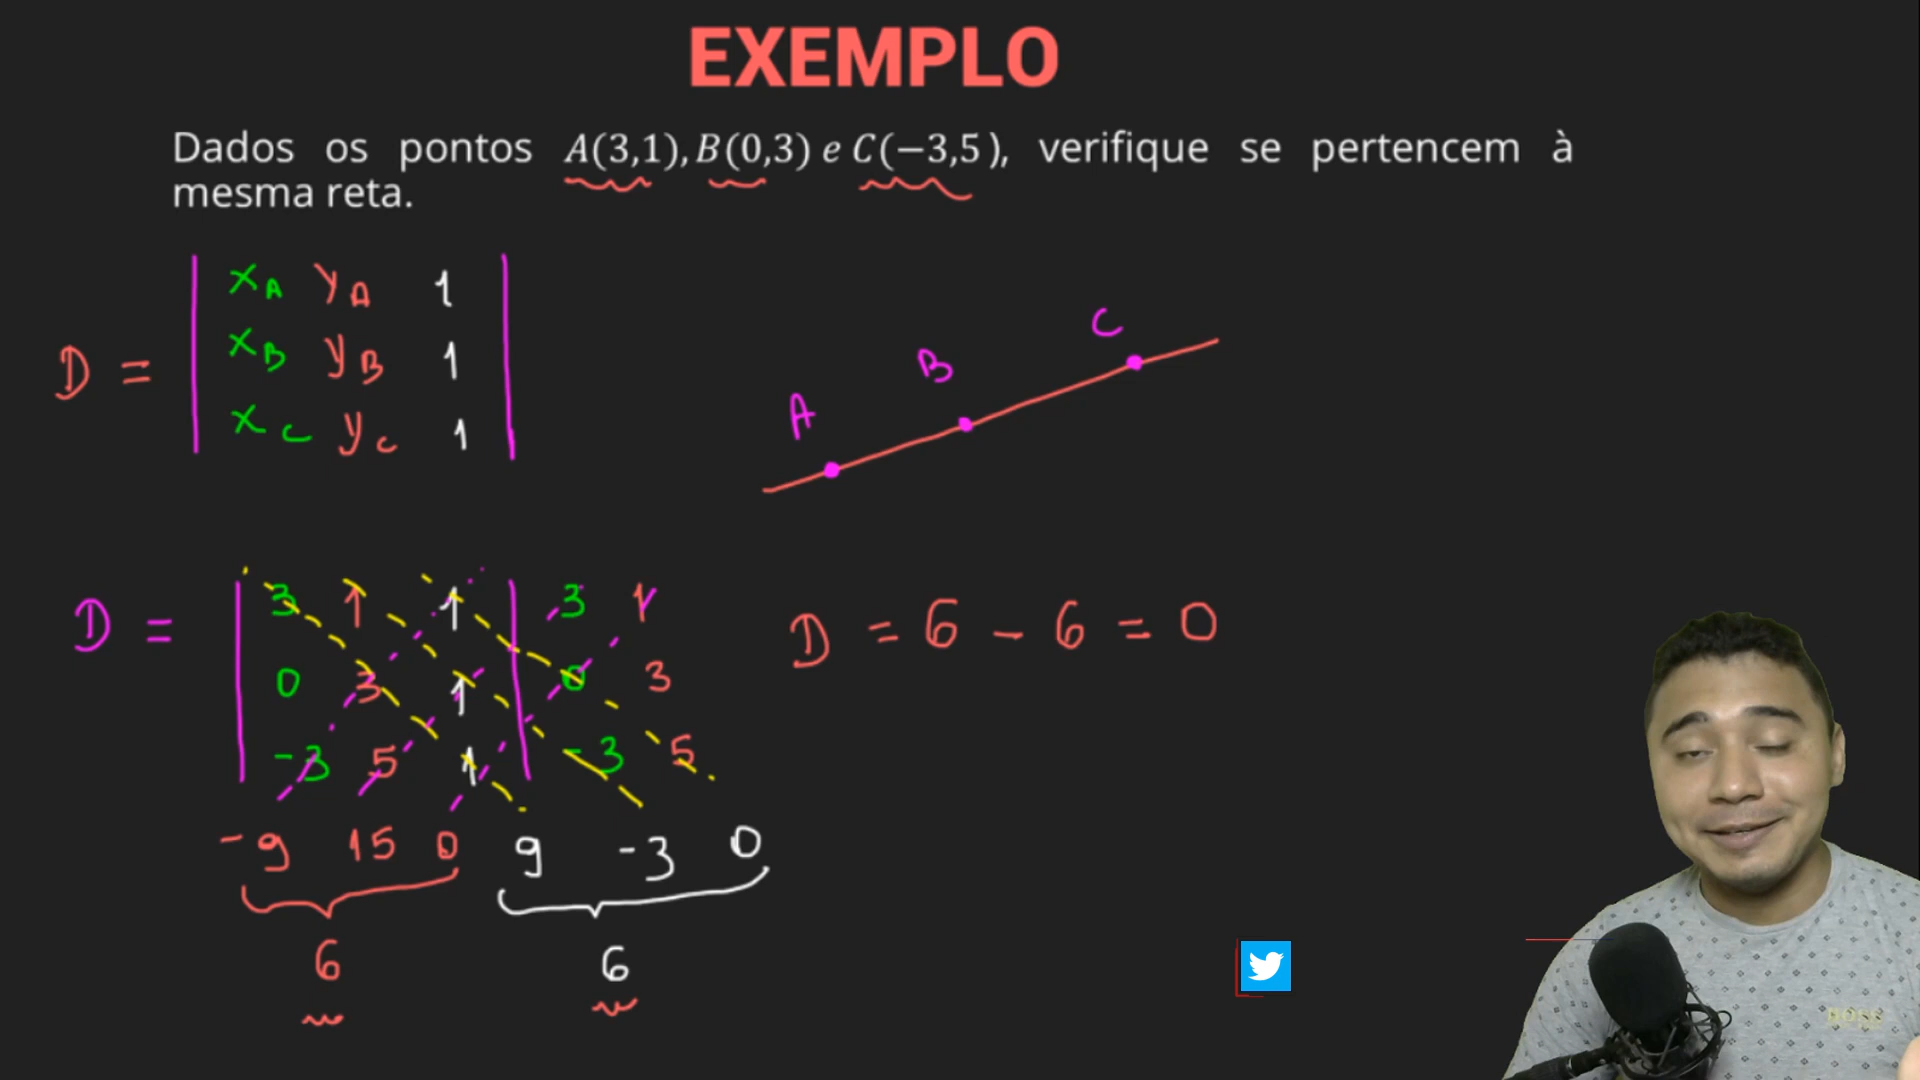 EXEMPLO
Dados os pontos A(3,1), B(0,3) e C(−3,5), verifique se pertencem à
mesma reta.
D = | xA yA 1 |
| xB yB 1 |
| xC yC 1 |
A B C
D = | 3 1 1 | 3 1
| 0 3 1 | 0 3
| -3 5 1 | -3 5
-9 15 0 9 -3 0
6 6
D = 6 - 6 = 0
BOSS